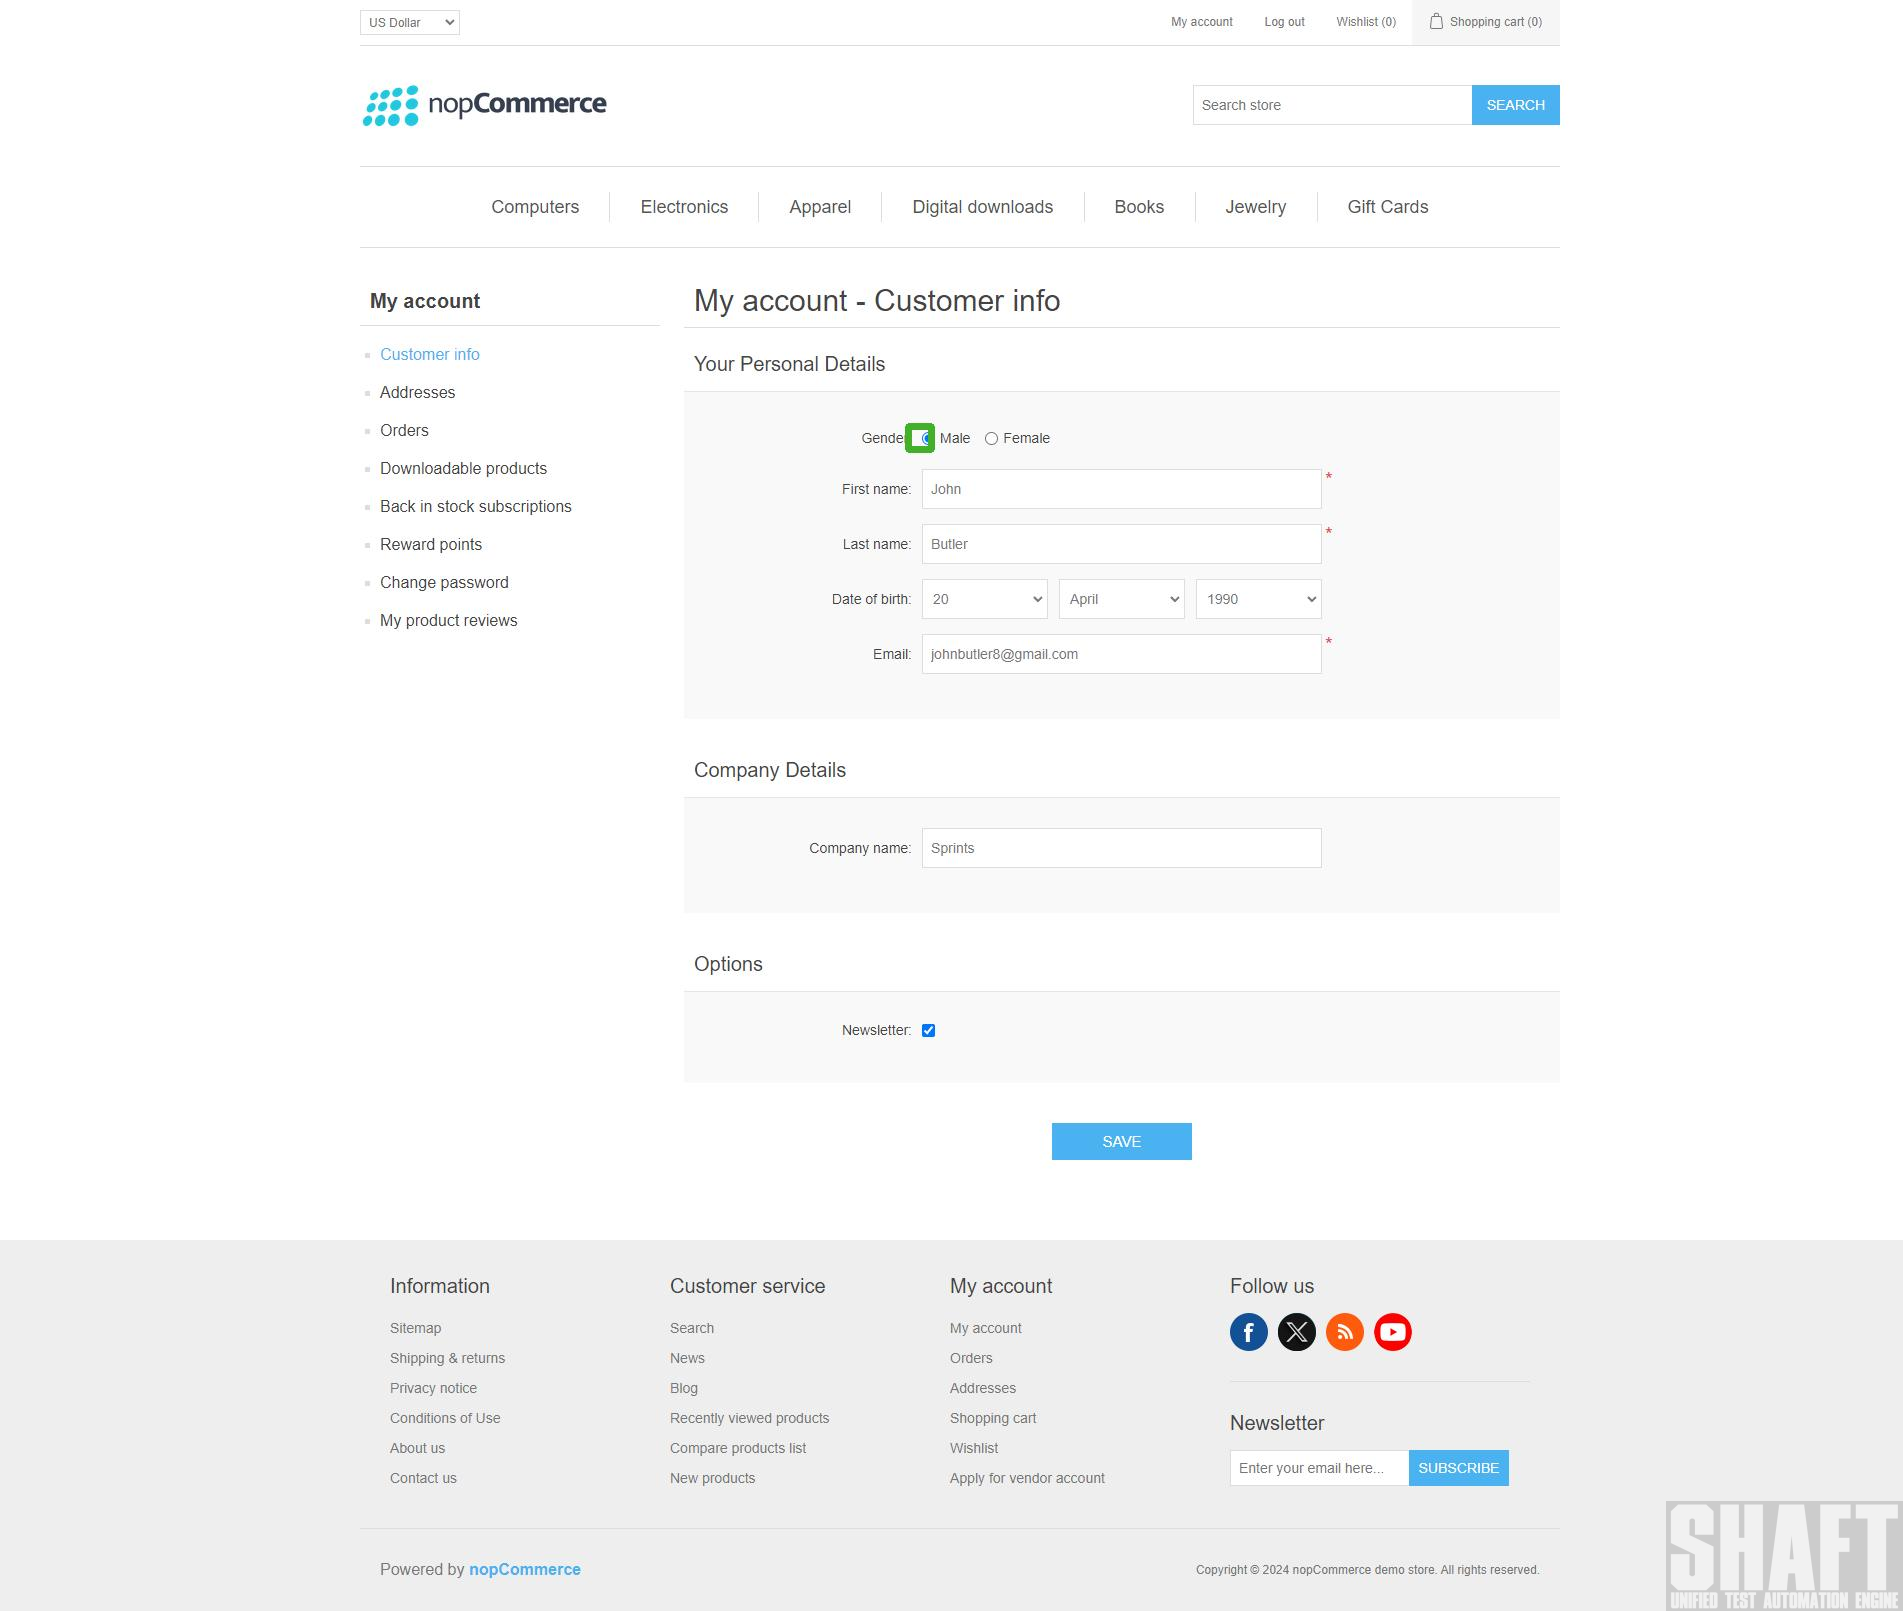 US Dollar
My account
Log out
Wishlist (0)
Shopping cart (0)
nopCommerce
Search store
SEARCH
Computers
Electronics
Apparel
Digital downloads
Books
Jewelry
Gift Cards
My account
Customer info
Addresses
Orders
Downloadable products
Back in stock subscriptions
Reward points
Change password
My product reviews
My account - Customer info
Your Personal Details
Gende Male Female
First name: John *
Last name: Butler *
Date of birth: 20 April 1990
Email: johnbutler8@gmail.com *
Company Details
Company name: Sprints
Options
Newsletter:
SAVE
Information
Sitemap
Shipping & returns
Privacy notice
Conditions of Use
About us
Contact us
Customer service
Search
News
Blog
Recently viewed products
Compare products list
New products
My account
My account
Orders
Addresses
Shopping cart
Wishlist
Apply for vendor account
Follow us
Newsletter
Enter your email here...
SUBSCRIBE
Powered by nopCommerce
Copyright © 2024 nopCommerce demo store. All rights reserved.
SHAFT
UNIFIED TEST AUTOMATION ENGINE